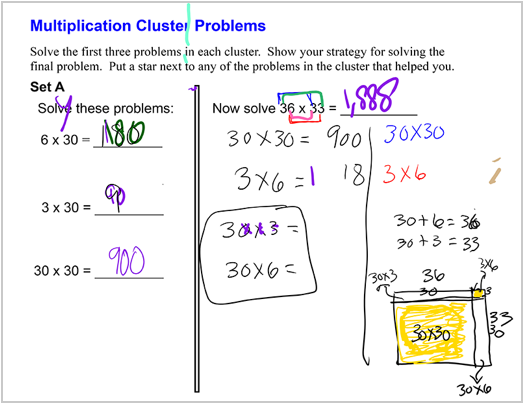 Multiplication Cluster Problems
Solve the first three problems in each cluster. Show your strategy for solving the
final problem. Put a star next to any of the problems in the cluster that helped you.
Set A
Solve these problems:
Now solve 36 x 33 = 1,888
6 x 30 = 180
3 x 30 = 90
30 x 30 = 900
30 x 30 = 900
3 x 6 = 18
30 x 3 =
30 x 6 =
30 x 30
3 x 6
30 + 6 = 36
30 + 3 = 33
3x6
30x3
36
30
3
30x30
33
30
30x6